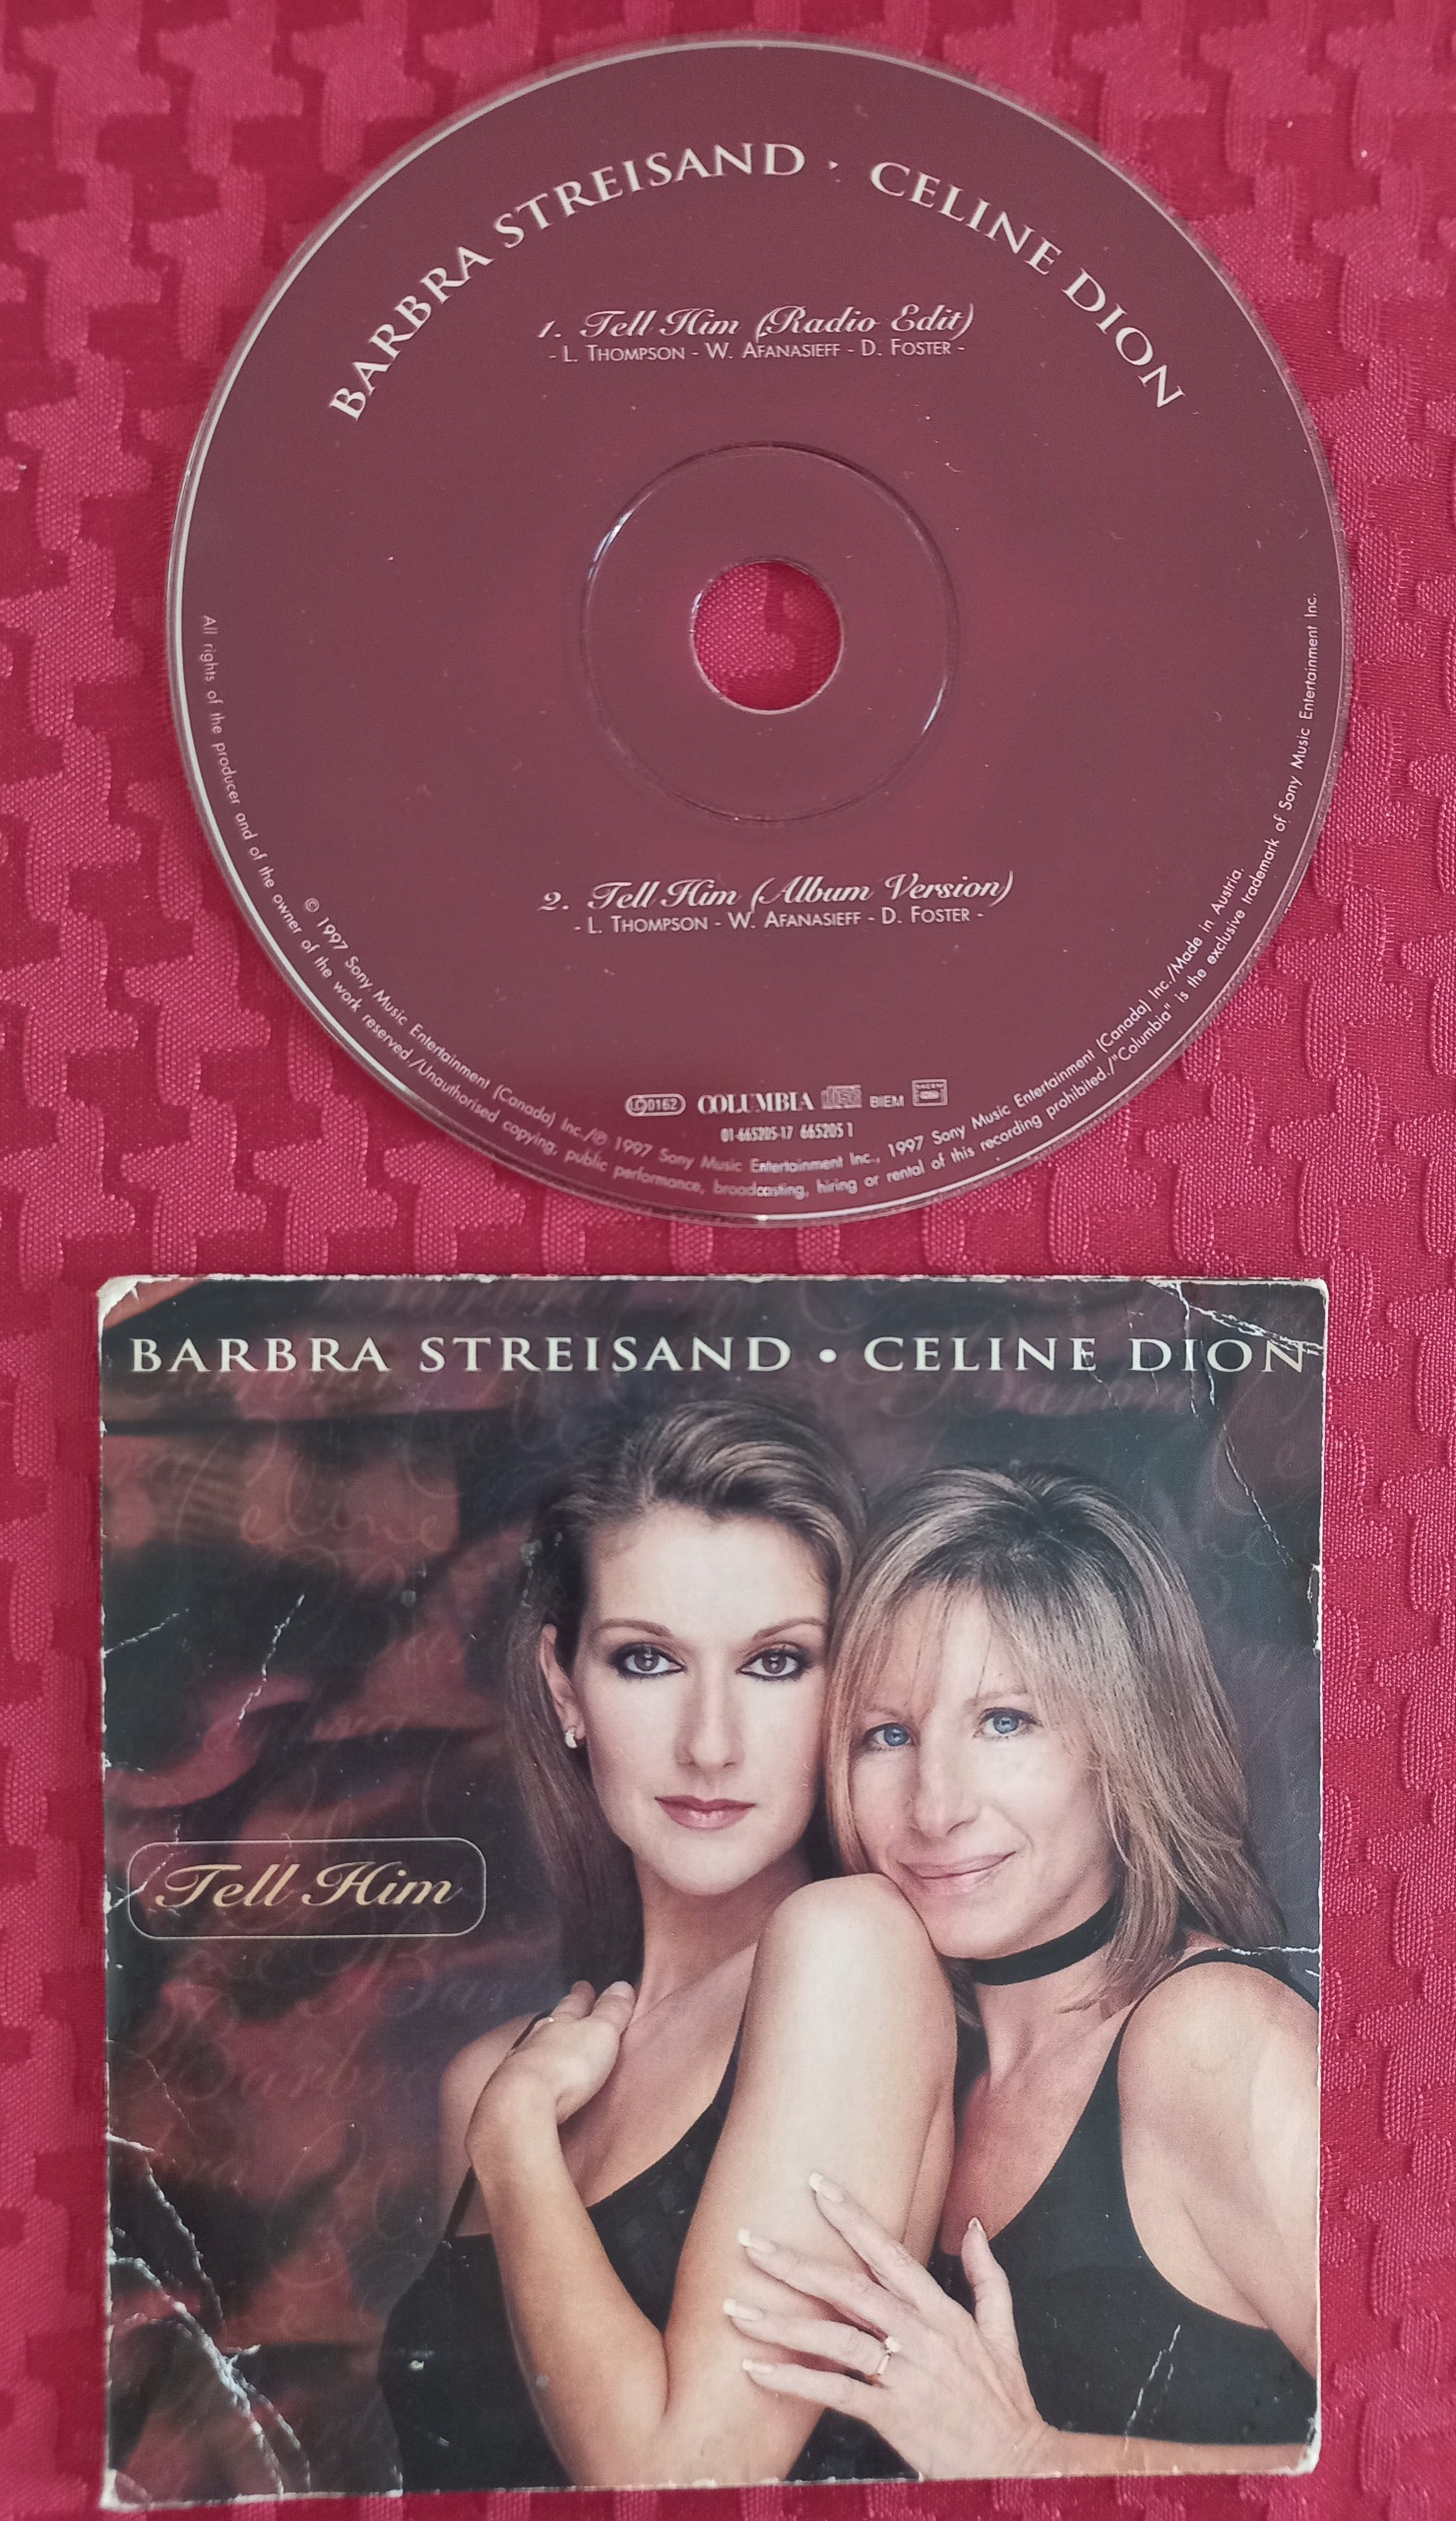 BARBRA STREISAND · CELINE DION
1. Tell Him (Radio Edit)
- L. THOMPSON - W. AFANASIEFF - D. FOSTER -
2. Tell Him (Album Version)
- L. THOMPSON - W. AFANASIEFF - D. FOSTER -
LC 0162 COLUMBIA disc BIEM SACEM
01-665205-17 665205 1
© 1997 Sony Music Entertainment (Canada) Inc./℗ 1997 Sony Music Entertainment Inc., 1997 Sony Music Entertainment (Canada) Inc./Made in Austria.
All rights of the producer and of the owner of the work reserved./Unauthorised copying, public performance, broadcasting, hiring or rental of this recording prohibited./"Columbia" is the exclusive trademark of Sony Music Entertainment Inc.
BARBRA STREISAND • CELINE DION
Tell Him